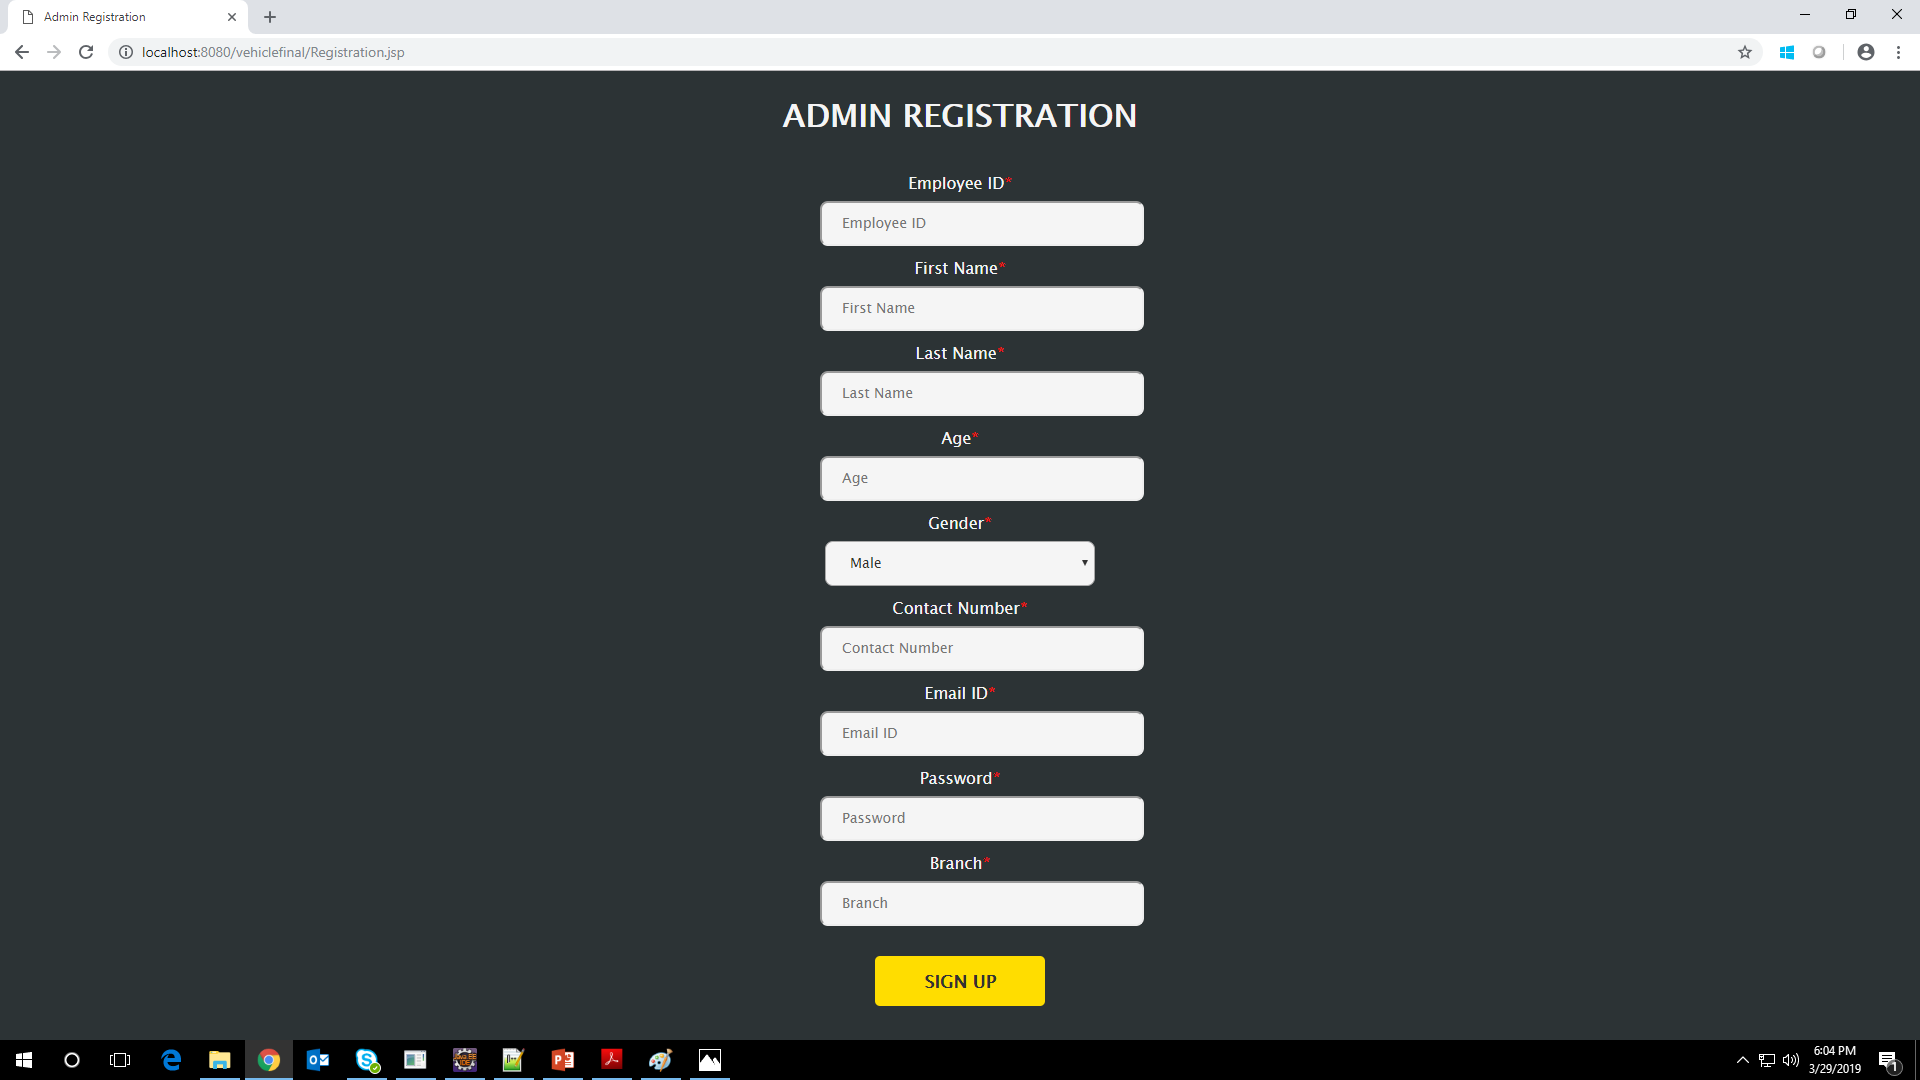 Admin Registration
localhost:8080/vehiclefinal/Registration.jsp
ADMIN REGISTRATION
Employee ID*
Employee ID
First Name*
First Name
Last Name*
Last Name
Age*
Age
Gender*
Male
Contact Number*
Contact Number
Email ID*
Email ID
Password*
Password
Branch*
Branch
SIGN UP
6:04 PM
3/29/2019
1